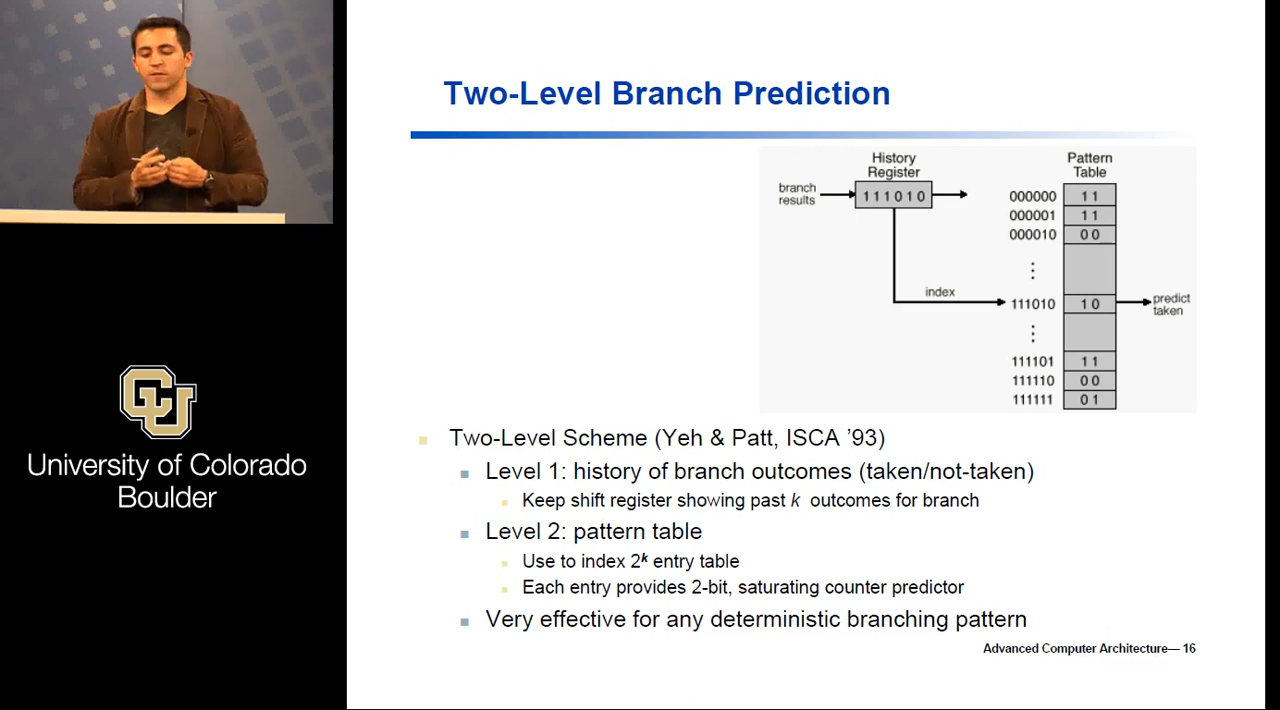 Two-Level Branch Prediction
History
Register
Pattern
Table
branch
results
111010
000000 11
000001 11
000010 00
⋮
index
111010 10
predict
taken
⋮
111101 11
111110 00
111111 01
Two-Level Scheme (Yeh & Patt, ISCA '93)
Level 1: history of branch outcomes (taken/not-taken)
Keep shift register showing past k outcomes for branch
Level 2: pattern table
Use to index 2ᵏ entry table
Each entry provides 2-bit, saturating counter predictor
Very effective for any deterministic branching pattern
Advanced Computer Architecture— 16
CU
University of Colorado
Boulder